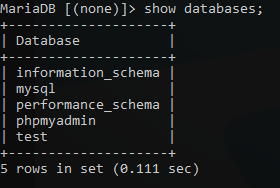 MariaDB [(none)]> show databases;
+--------------------+
| Database           |
+--------------------+
| information_schema |
| mysql              |
| performance_schema |
| phpmyadmin         |
| test               |
+--------------------+
5 rows in set (0.111 sec)